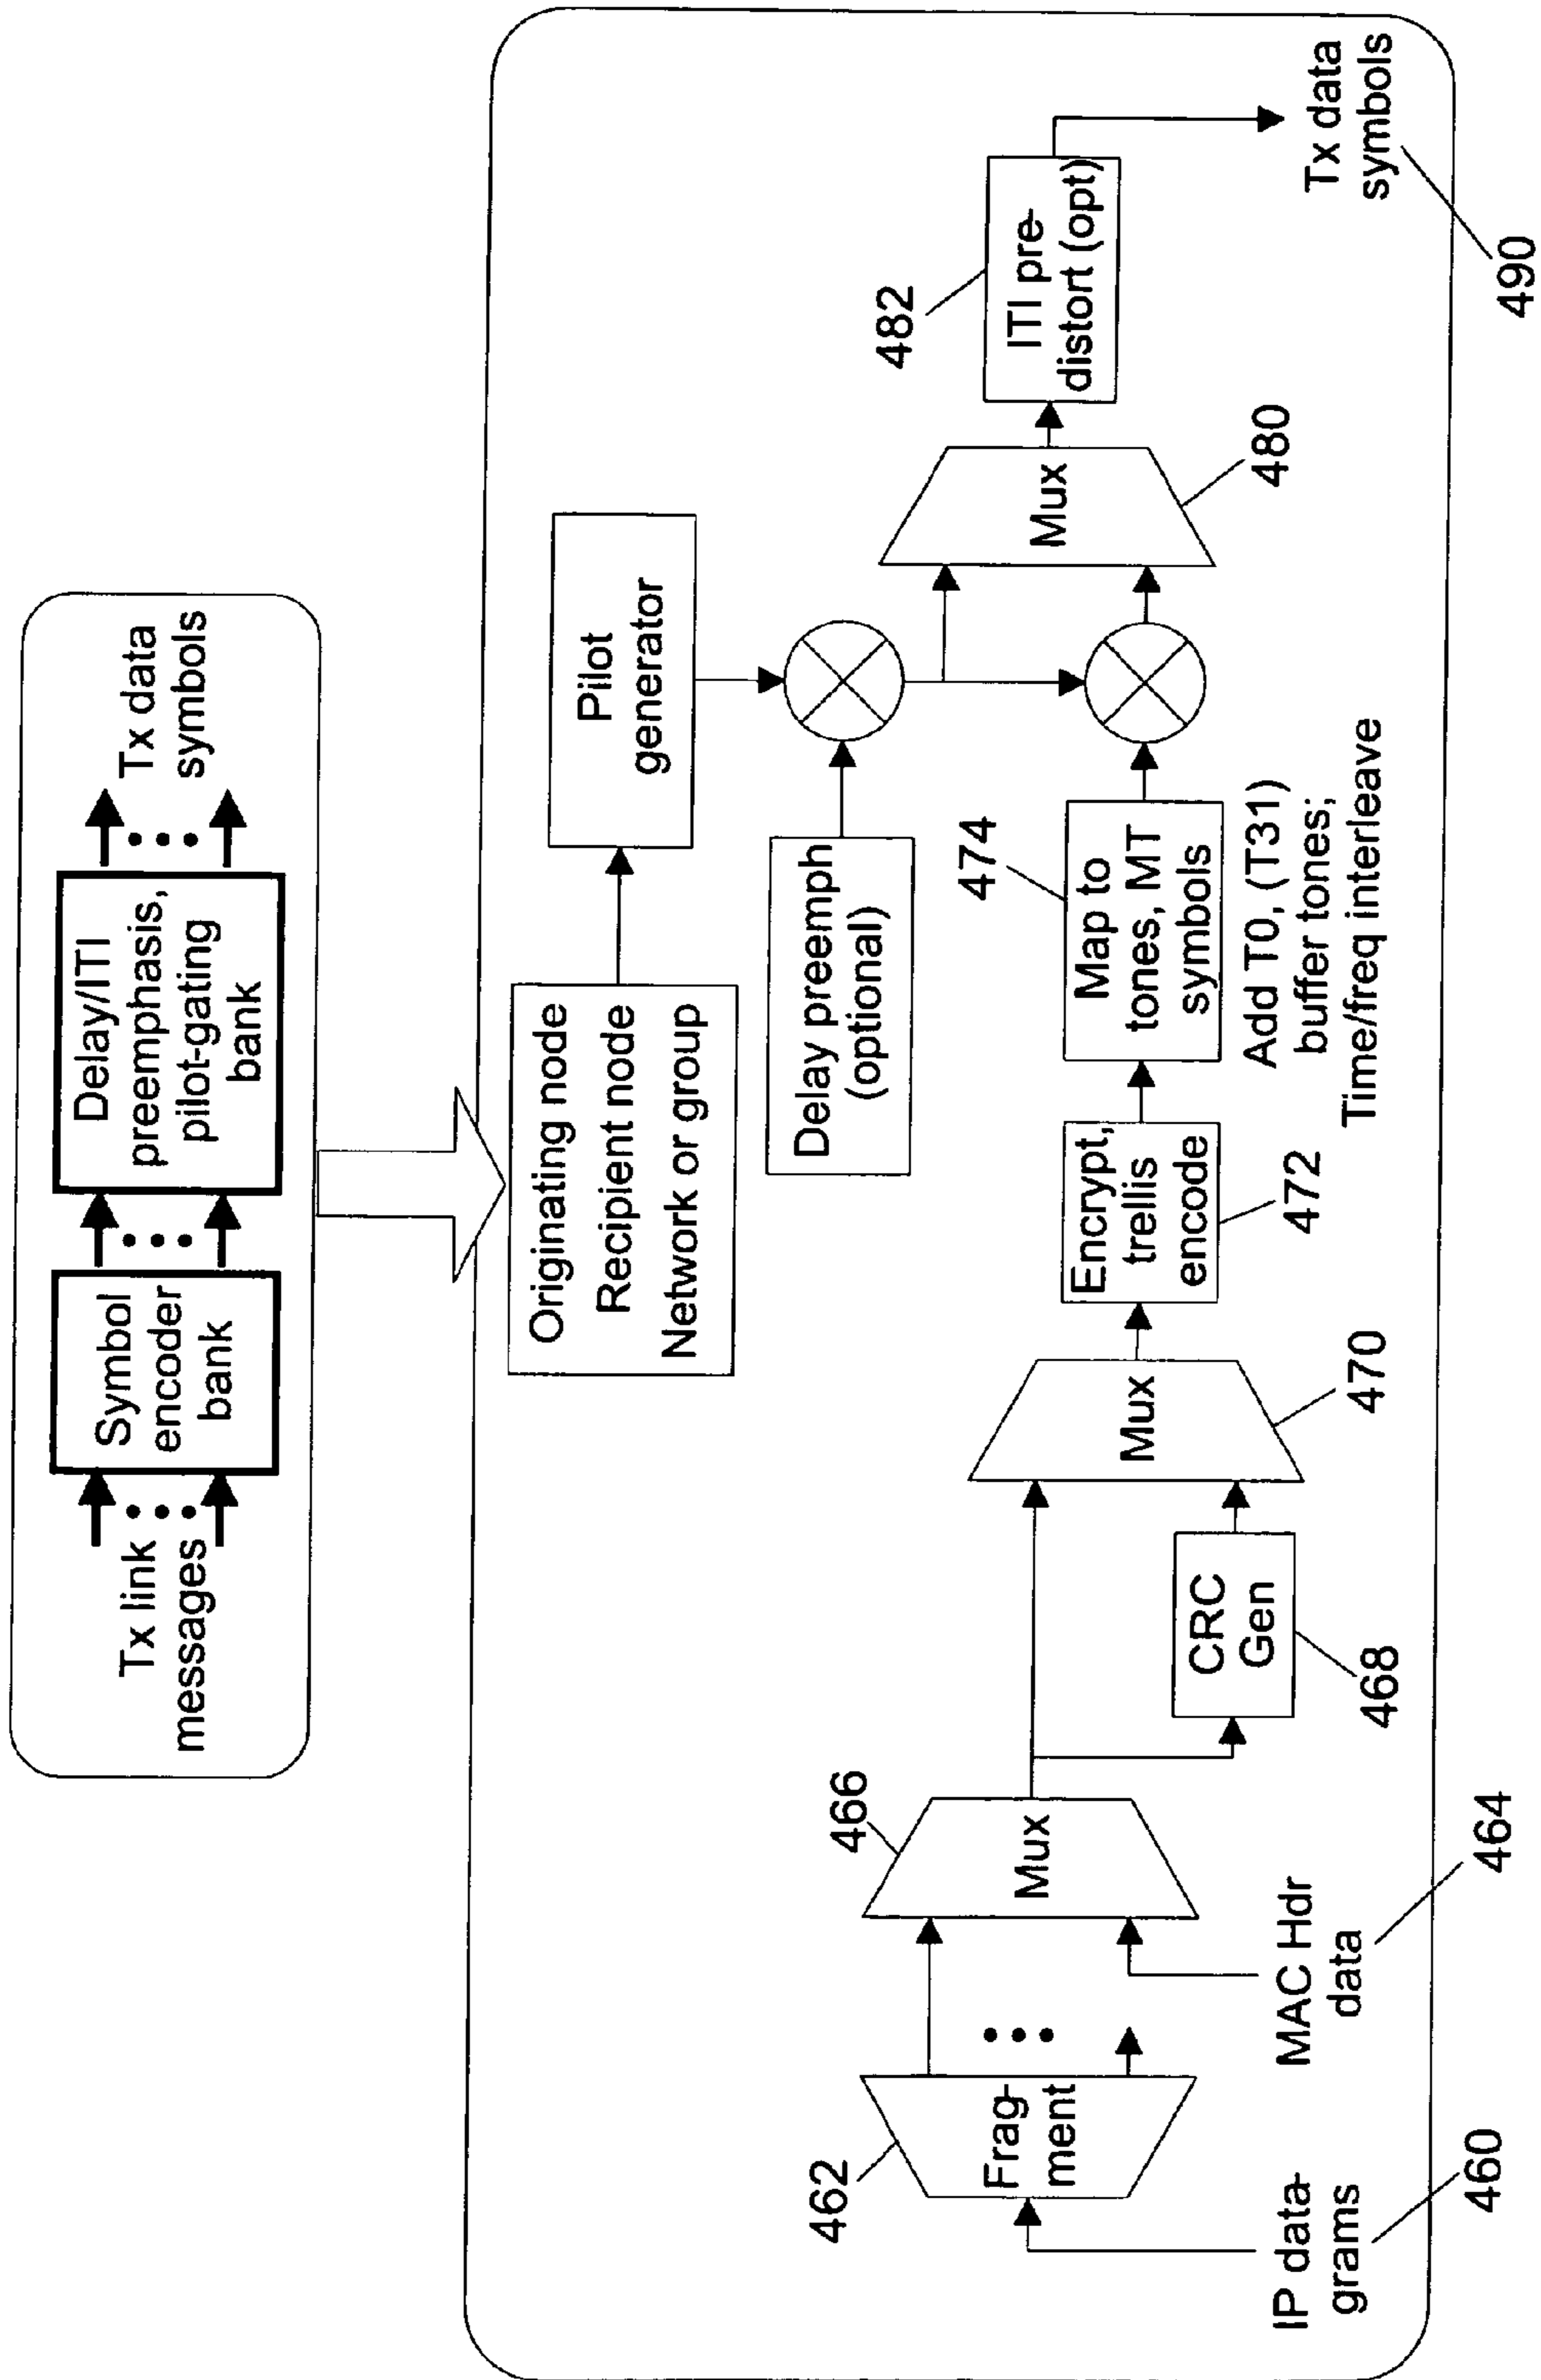 Tx link
messages
Symbol
encoder
bank
Delay/ITI
preemphasis,
pilot-gating
bank
Tx data
symbols
Originating node
Recipient node
Network or group
Pilot
generator
Delay preemph
(optional)
IP data-
grams
460
462
Frag-
ment
MAC Hdr
data
464
466
Mux
CRC
Gen
468
Mux
470
Encrypt,
trellis
encode
472
474
Map to
tones, MT
symbols
Add T0, (T31)
buffer tones;
Time/freq interleave
Mux
480
482
ITI pre-
distort (opt)
Tx data
symbols
490